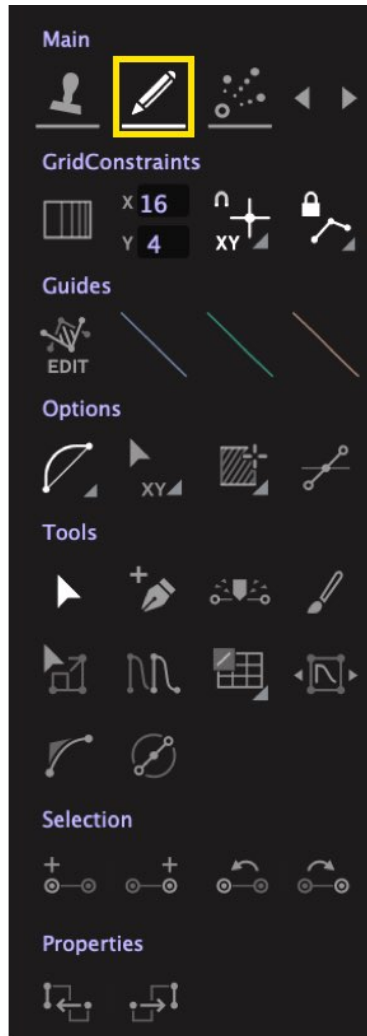 Main
GridConstraints
X 16
Y 4
XY
Guides
EDIT
Options
XY
Tools
Selection
Properties